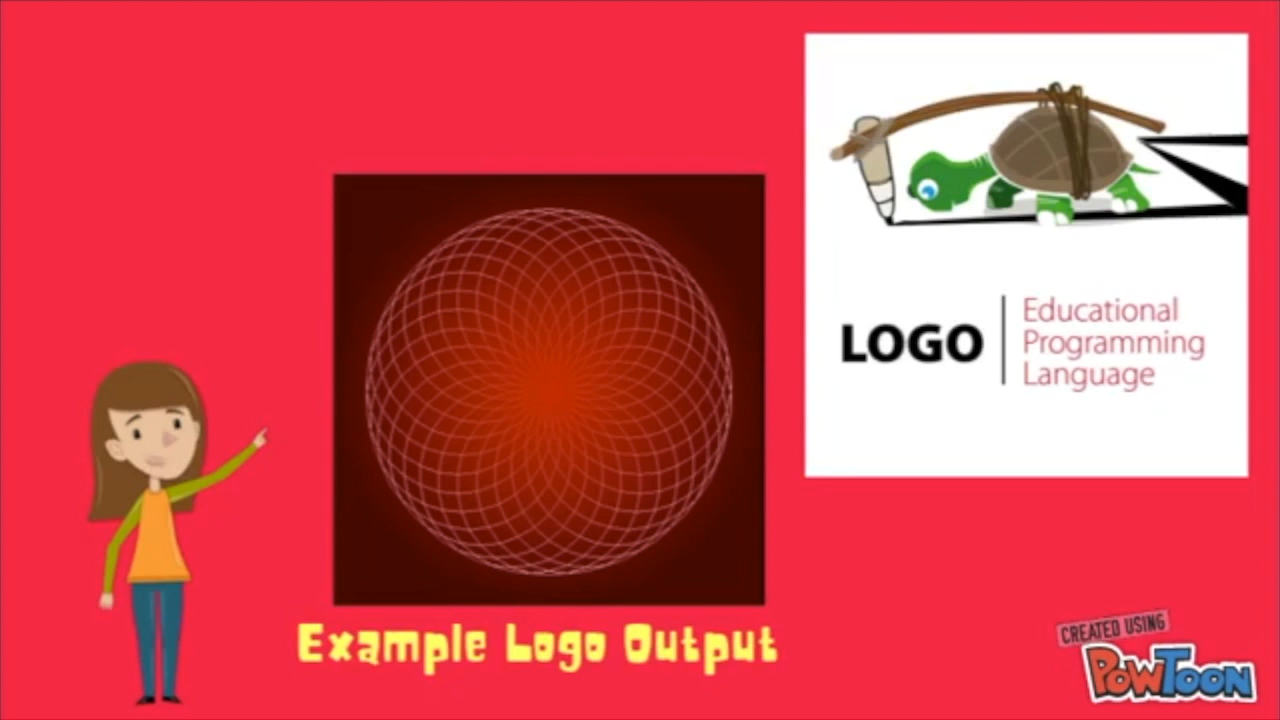 LOGO
Educational
Programming
Language
Example Logo Output
CREATED USING
POWTOON